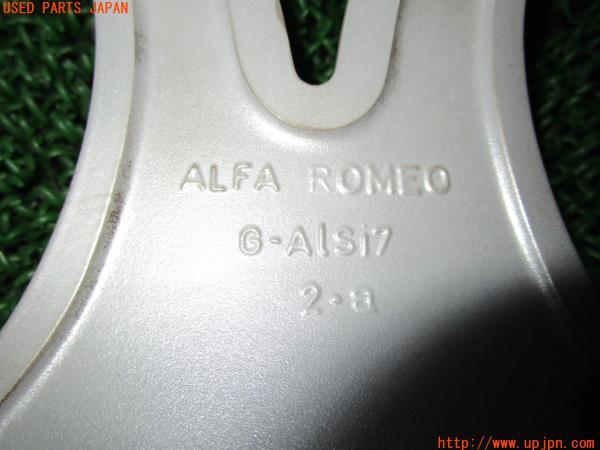 USED PARTS JAPAN
ALFA ROMEO
G-AlSi7
2.a
http://www.upjpn.com